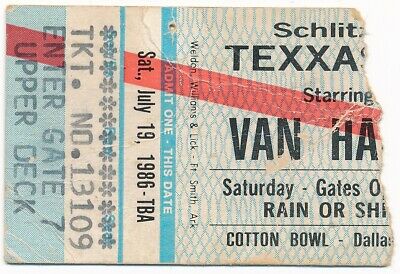 ENTER GATE 7
UPPER DECK
TKT. NO. 13109
Sat., July 19, 1986-TBA
ADMIT ONE - THIS DATE
Weldon, Williams & Lick - Ft. Smith, Ark
Schlitz
TEXXAS
Starring
VAN HA
Saturday - Gates O
RAIN OR SHI
COTTON BOWL - Dallas